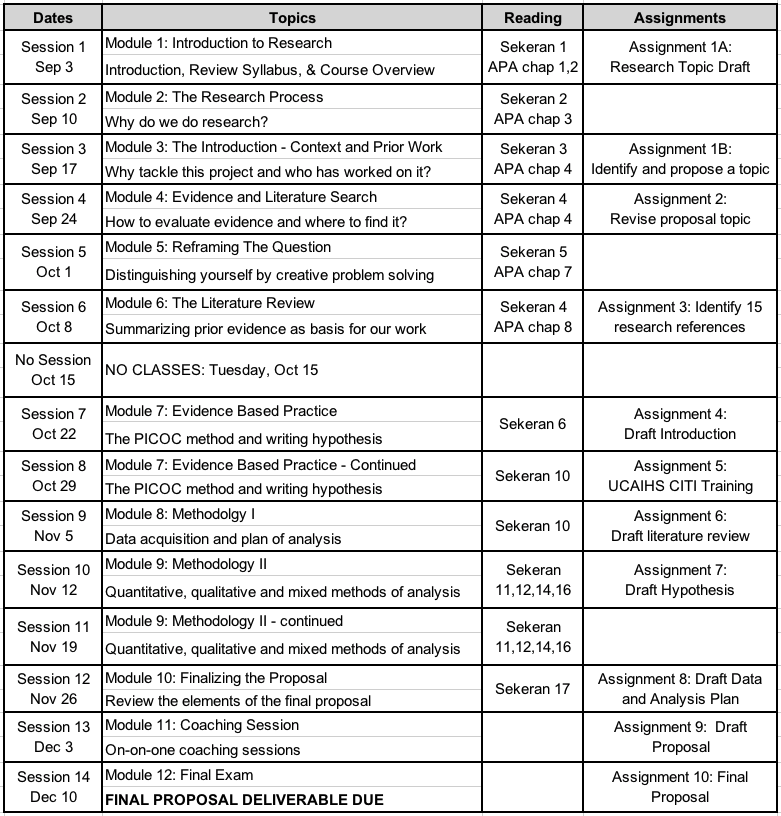 Dates Topics Reading Assignments
Session 1
Sep 3
Module 1: Introduction to Research
Introduction, Review Syllabus, & Course Overview
Sekeran 1
APA chap 1,2
Assignment 1A:
Research Topic Draft
Session 2
Sep 10
Module 2: The Research Process
Why do we do research?
Sekeran 2
APA chap 3
Session 3
Sep 17
Module 3: The Introduction - Context and Prior Work
Why tackle this project and who has worked on it?
Sekeran 3
APA chap 4
Assignment 1B:
Identify and propose a topic
Session 4
Sep 24
Module 4: Evidence and Literature Search
How to evaluate evidence and where to find it?
Sekeran 4
APA chap 4
Assignment 2:
Revise proposal topic
Session 5
Oct 1
Module 5: Reframing The Question
Distinguishing yourself by creative problem solving
Sekeran 5
APA chap 7
Session 6
Oct 8
Module 6: The Literature Review
Summarizing prior evidence as basis for our work
Sekeran 4
APA chap 8
Assignment 3: Identify 15
research references
No Session
Oct 15
NO CLASSES: Tuesday, Oct 15
Session 7
Oct 22
Module 7: Evidence Based Practice
The PICOC method and writing hypothesis
Sekeran 6
Assignment 4:
Draft Introduction
Session 8
Oct 29
Module 7: Evidence Based Practice - Continued
The PICOC method and writing hypothesis
Sekeran 10
Assignment 5:
UCAIHS CITI Training
Session 9
Nov 5
Module 8: Methodolgy I
Data acquisition and plan of analysis
Sekeran 10
Assignment 6:
Draft literature review
Session 10
Nov 12
Module 9: Methodology II
Quantitative, qualitative and mixed methods of analysis
Sekeran
11,12,14,16
Assignment 7:
Draft Hypothesis
Session 11
Nov 19
Module 9: Methodology II - continued
Quantitative, qualitative and mixed methods of analysis
Sekeran
11,12,14,16
Session 12
Nov 26
Module 10: Finalizing the Proposal
Review the elements of the final proposal
Sekeran 17
Assignment 8: Draft Data
and Analysis Plan
Session 13
Dec 3
Module 11: Coaching Session
On-on-one coaching sessions
Assignment 9: Draft
Proposal
Session 14
Dec 10
Module 12: Final Exam
FINAL PROPOSAL DELIVERABLE DUE
Assignment 10: Final
Proposal